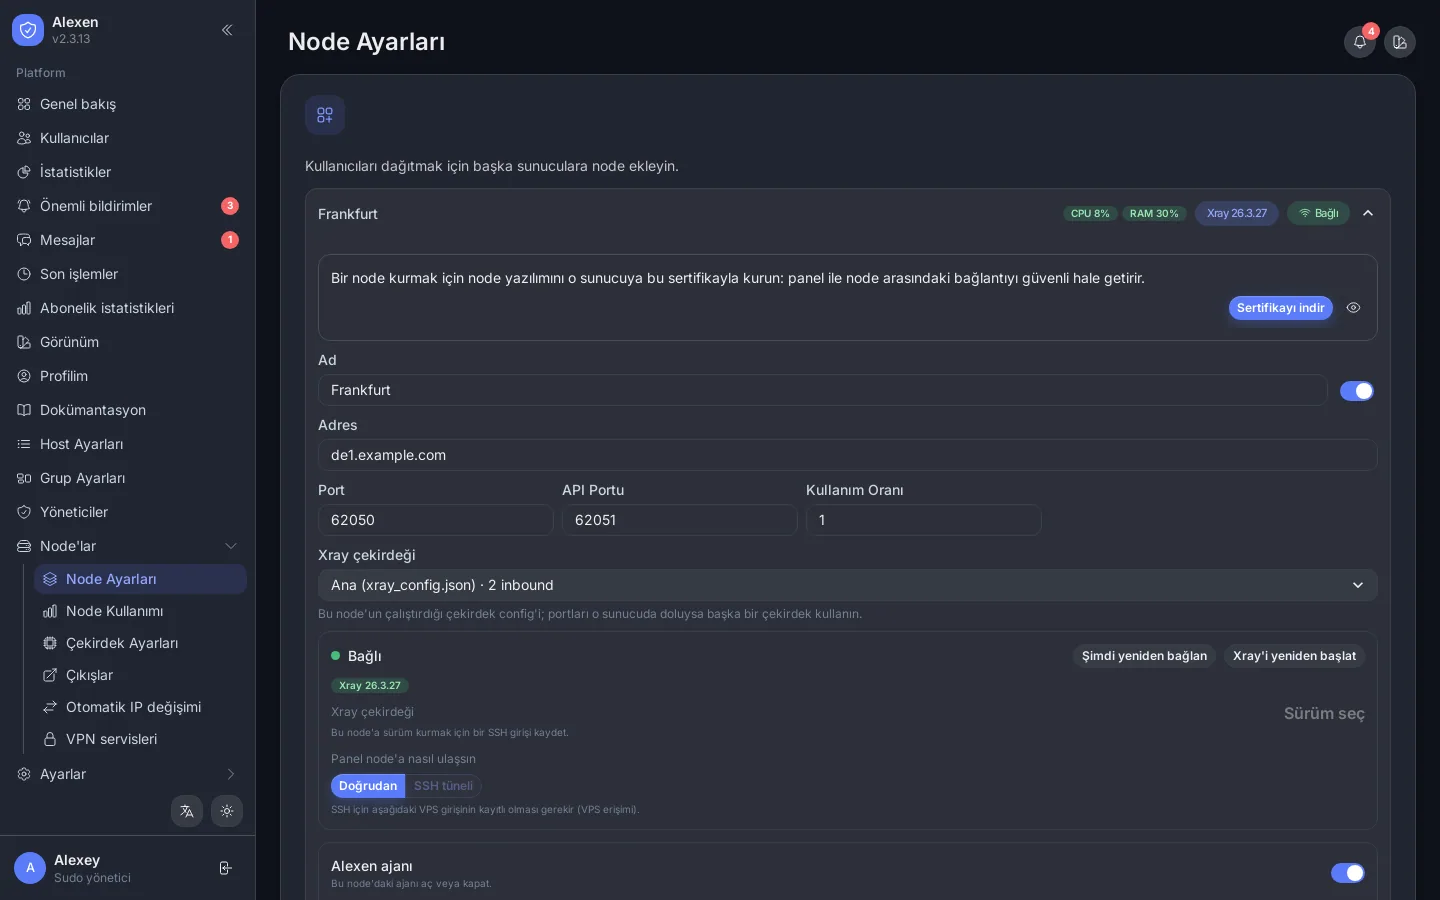 Alexen
v2.3.13
Platform
Genel bakış
Kullanıcılar
İstatistikler
Önemli bildirimler 3
Mesajlar 1
Son işlemler
Abonelik istatistikleri
Görünüm
Profilim
Dokümantasyon
Host Ayarları
Grup Ayarları
Yöneticiler
Node'lar
Node Ayarları
Node Kullanımı
Çekirdek Ayarları
Çıkışlar
Otomatik IP değişimi
VPN servisleri
Ayarlar
A Alexey
Sudo yönetici
Node Ayarları
4
Kullanıcıları dağıtmak için başka sunuculara node ekleyin.
Frankfurt CPU 8% RAM 30% Xray 26.3.27 Bağlı
Bir node kurmak için node yazılımını o sunucuya bu sertifikayla kurun: panel ile node arasındaki bağlantıyı güvenli hale getirir.
Sertifikayı indir
Ad
Frankfurt
Adres
de1.example.com
Port API Portu Kullanım Oranı
62050 62051 1
Xray çekirdeği
Ana (xray_config.json) · 2 inbound
Bu node'un çalıştırdığı çekirdek config'i; portları o sunucuda doluysa başka bir çekirdek kullanın.
Bağlı Şimdi yeniden bağlan Xray'i yeniden başlat
Xray 26.3.27
Xray çekirdeği Sürüm seç
Bu node'a sürüm kurmak için bir SSH girişi kaydet.
Panel node'a nasıl ulaşsın
Doğrudan SSH tüneli
SSH için aşağıdaki VPS girişinin kayıtlı olması gerekir (VPS erişimi).
Alexen ajanı
Bu node'daki ajanı aç veya kapat.